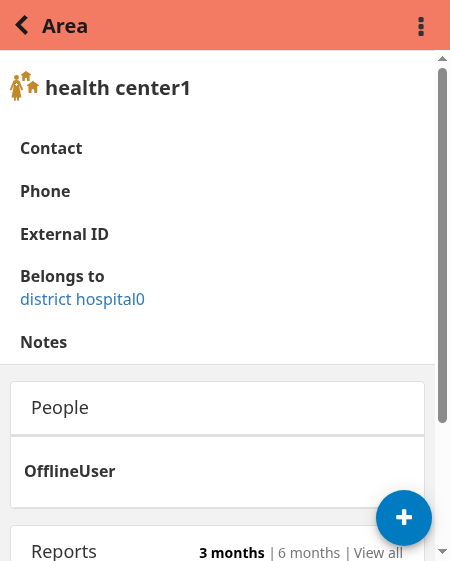 Area
health center1
Contact
Phone
External ID
Belongs to
district hospital0
Notes
People
OfflineUser
Reports 3 months | 6 months | View all